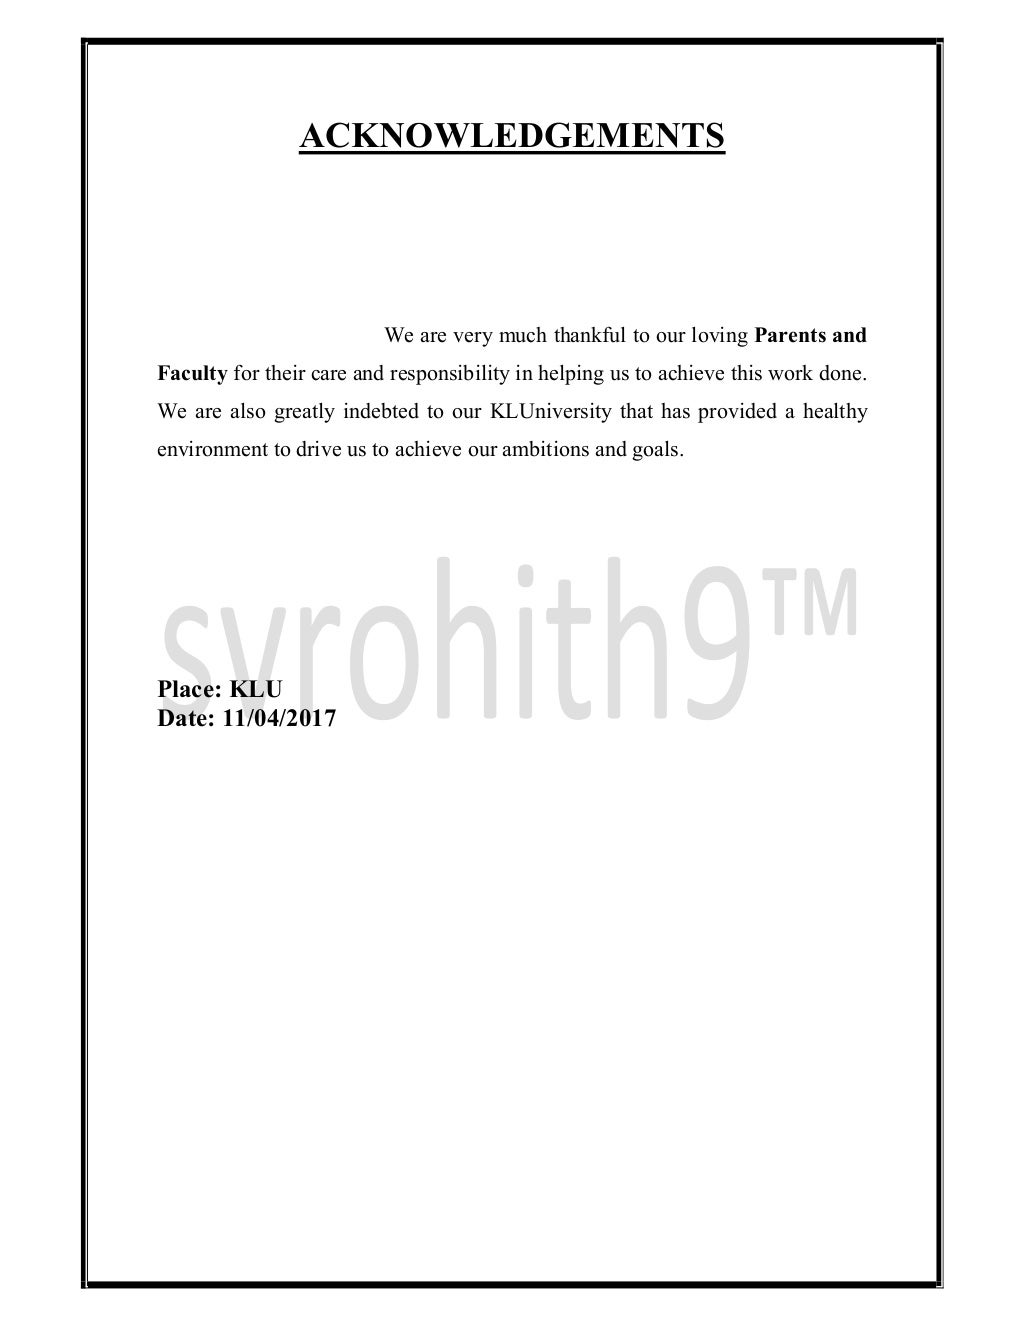 ACKNOWLEDGEMENTS
We are very much thankful to our loving Parents and
Faculty for their care and responsibility in helping us to achieve this work done.
We are also greatly indebted to our KLUniversity that has provided a healthy
environment to drive us to achieve our ambitions and goals.
svrohith9™
Place: KLU
Date: 11/04/2017